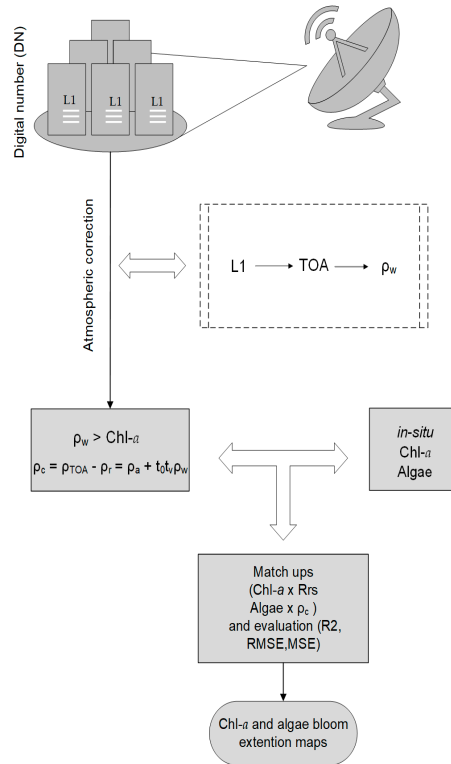 Digital number (DN)
L1 L1 L1
Atmospheric correction
L1 TOA ρw
ρw > Chl-a
ρc = ρTOA - ρr = ρa + t0tvρw
in-situ
Chl-a
Algae
Match ups
(Chl-a x Rrs
Algae x ρc )
and evaluation (R2,
RMSE,MSE)
Chl-a and algae bloom
extention maps